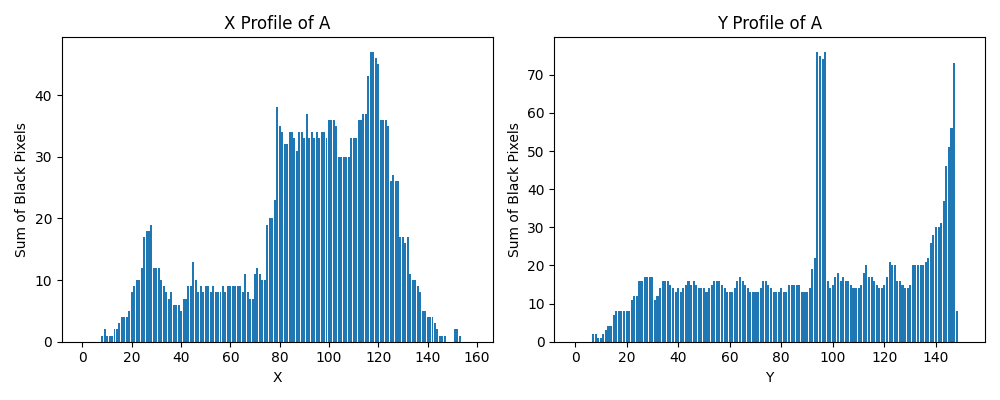 X Profile of A
Sum of Black Pixels
0 10 20 30 40
0 20 40 60 80 100 120 140 160
X
Y Profile of A
Sum of Black Pixels
0 10 20 30 40 50 60 70
0 20 40 60 80 100 120 140
Y